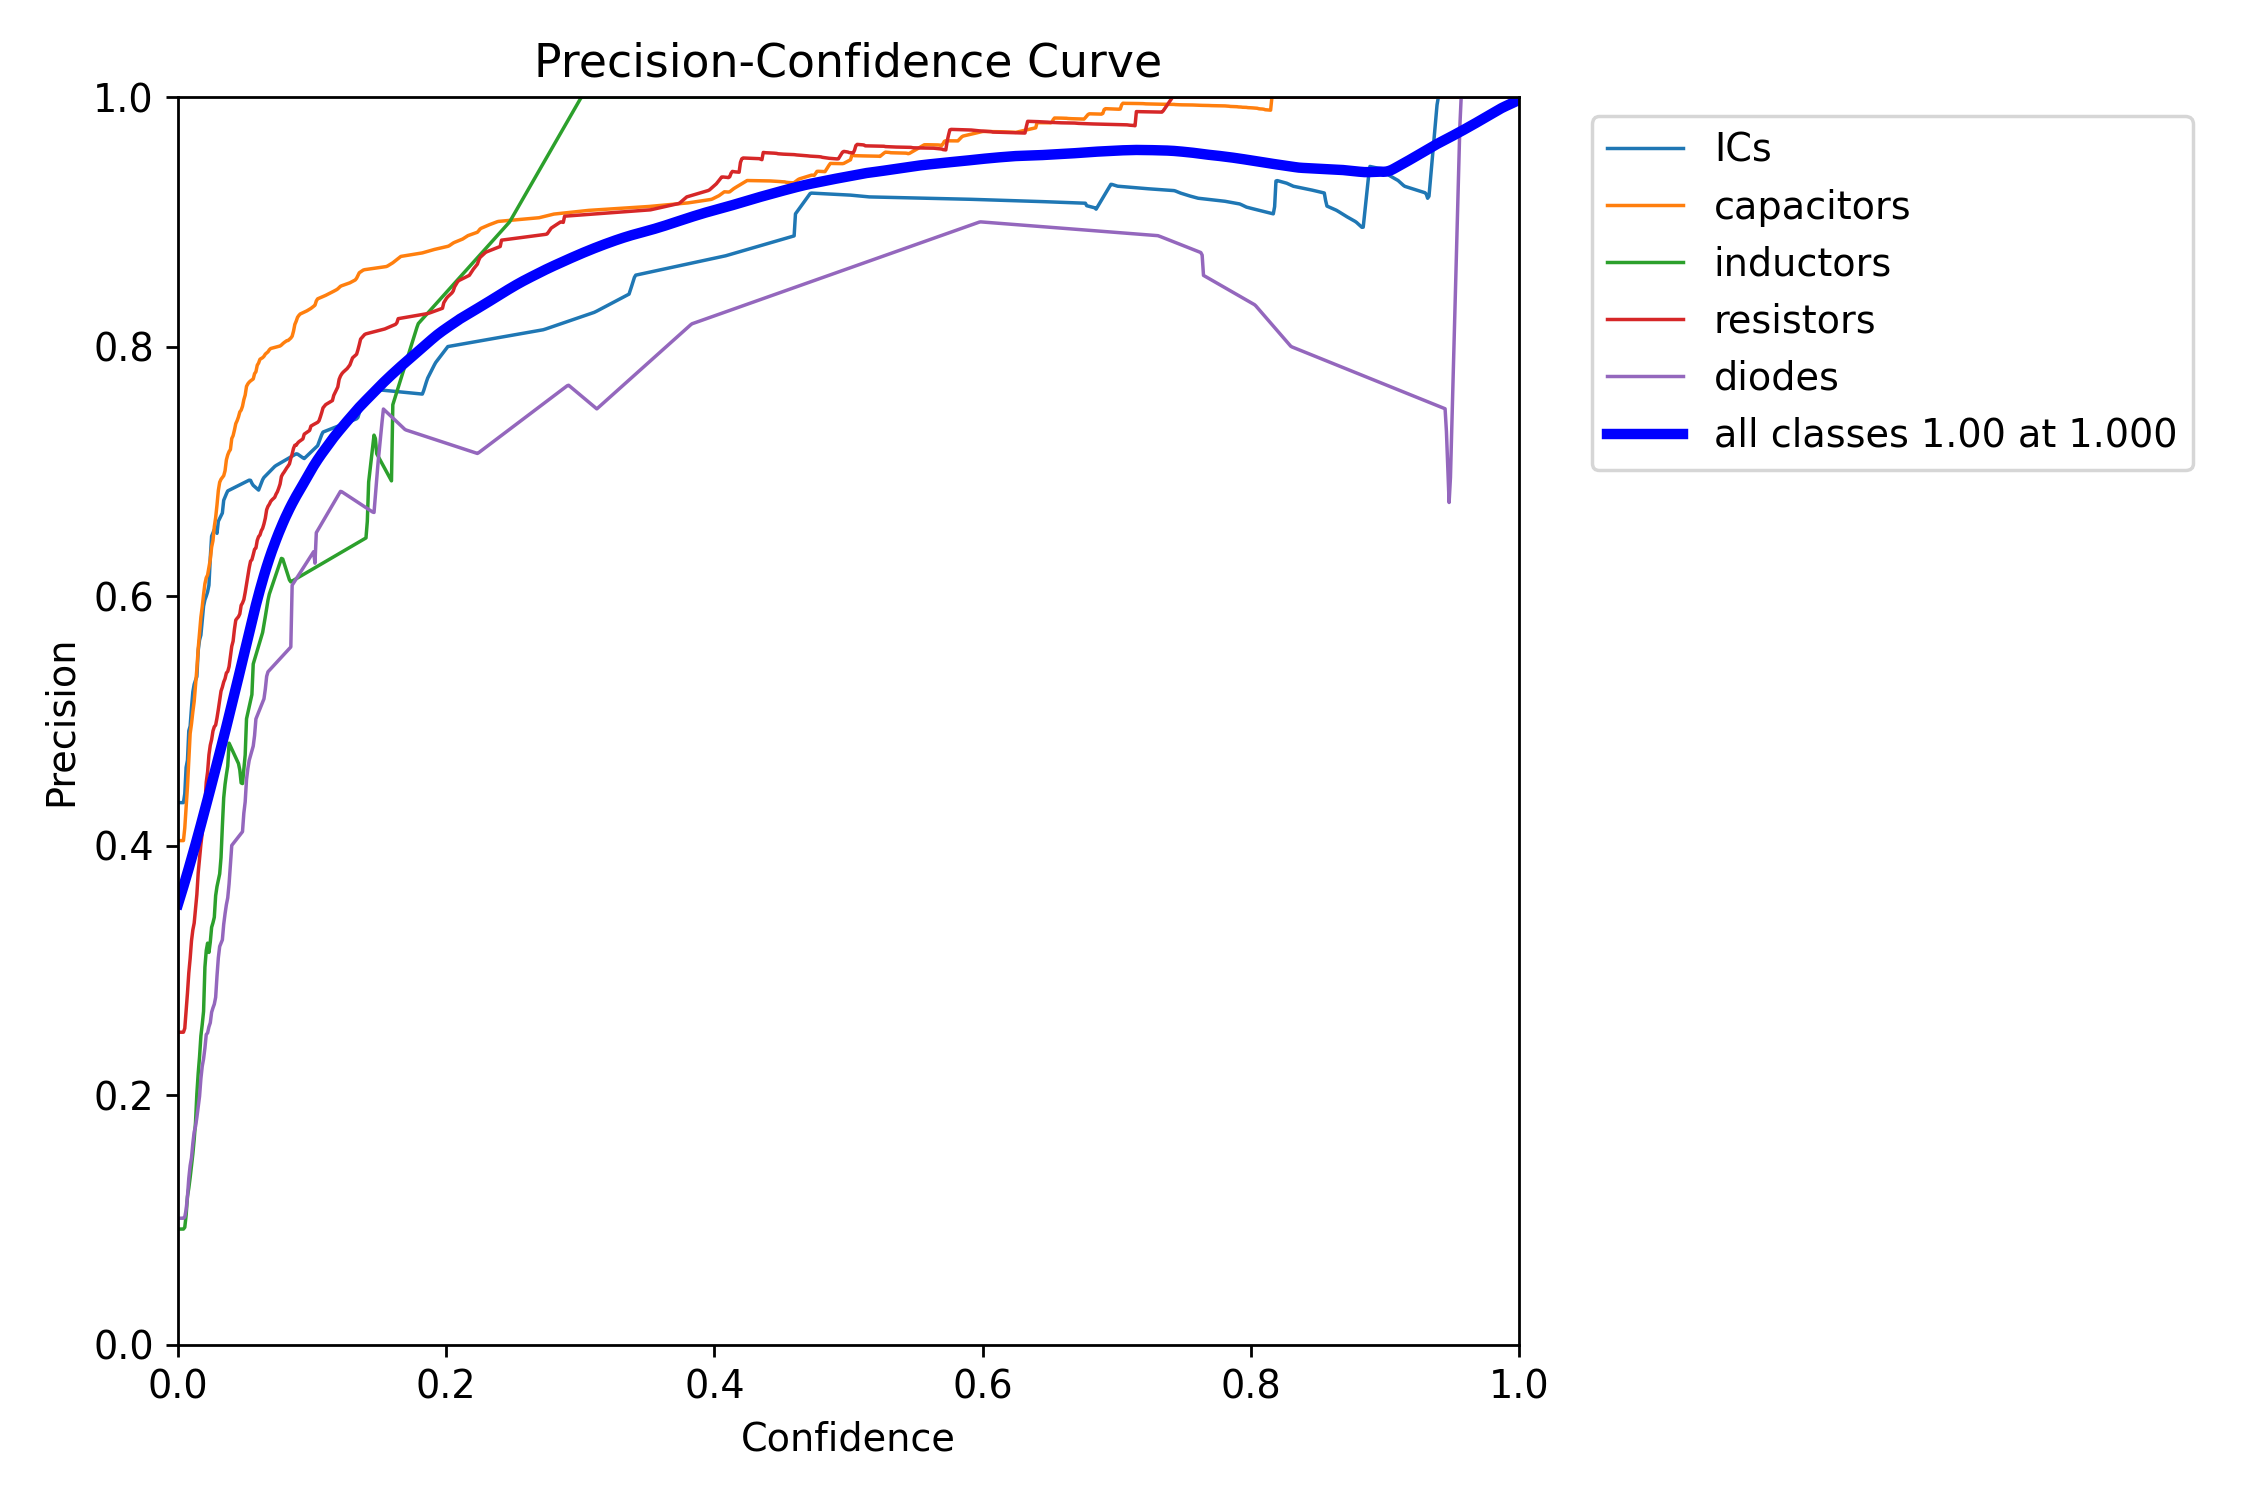 Precision-Confidence Curve
1.0
0.8
0.6
0.4
0.2
0.0
Precision
0.0 0.2 0.4 0.6 0.8 1.0
Confidence
ICs
capacitors
inductors
resistors
diodes
all classes 1.00 at 1.000